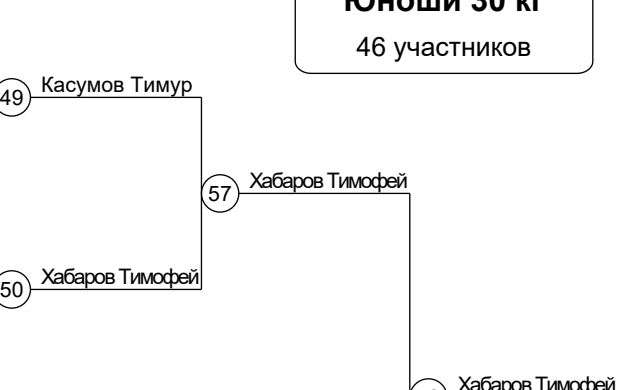 Юноши 30 кг
46 участников
49 Касумов Тимур
57 Хабаров Тимофей
50 Хабаров Тимофей
Хабаров Тимофей